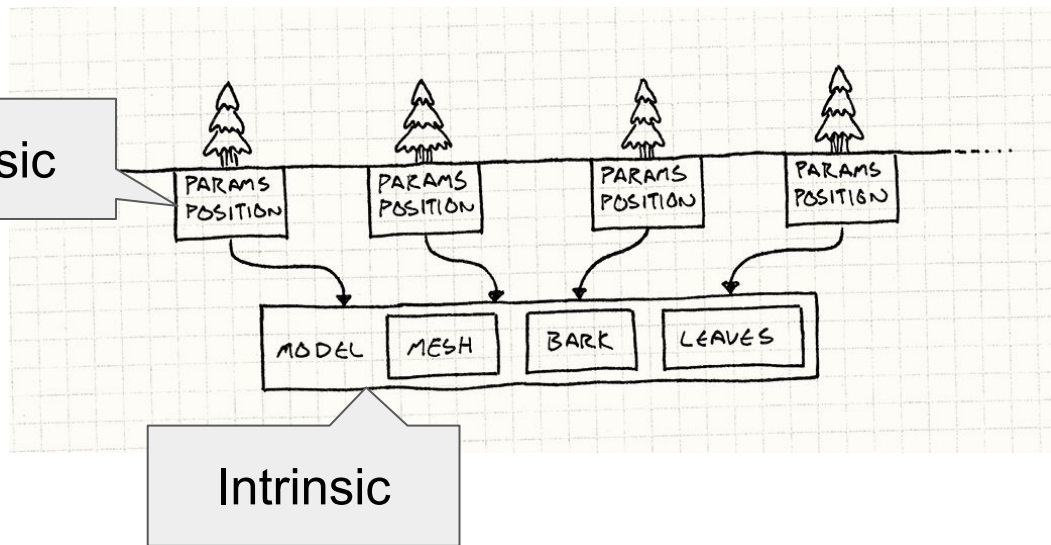 sic
PARAMS
POSITION
PARAMS
POSITION
PARAMS
POSITION
PARAMS
POSITION
MODEL MESH BARK LEAVES
Intrinsic